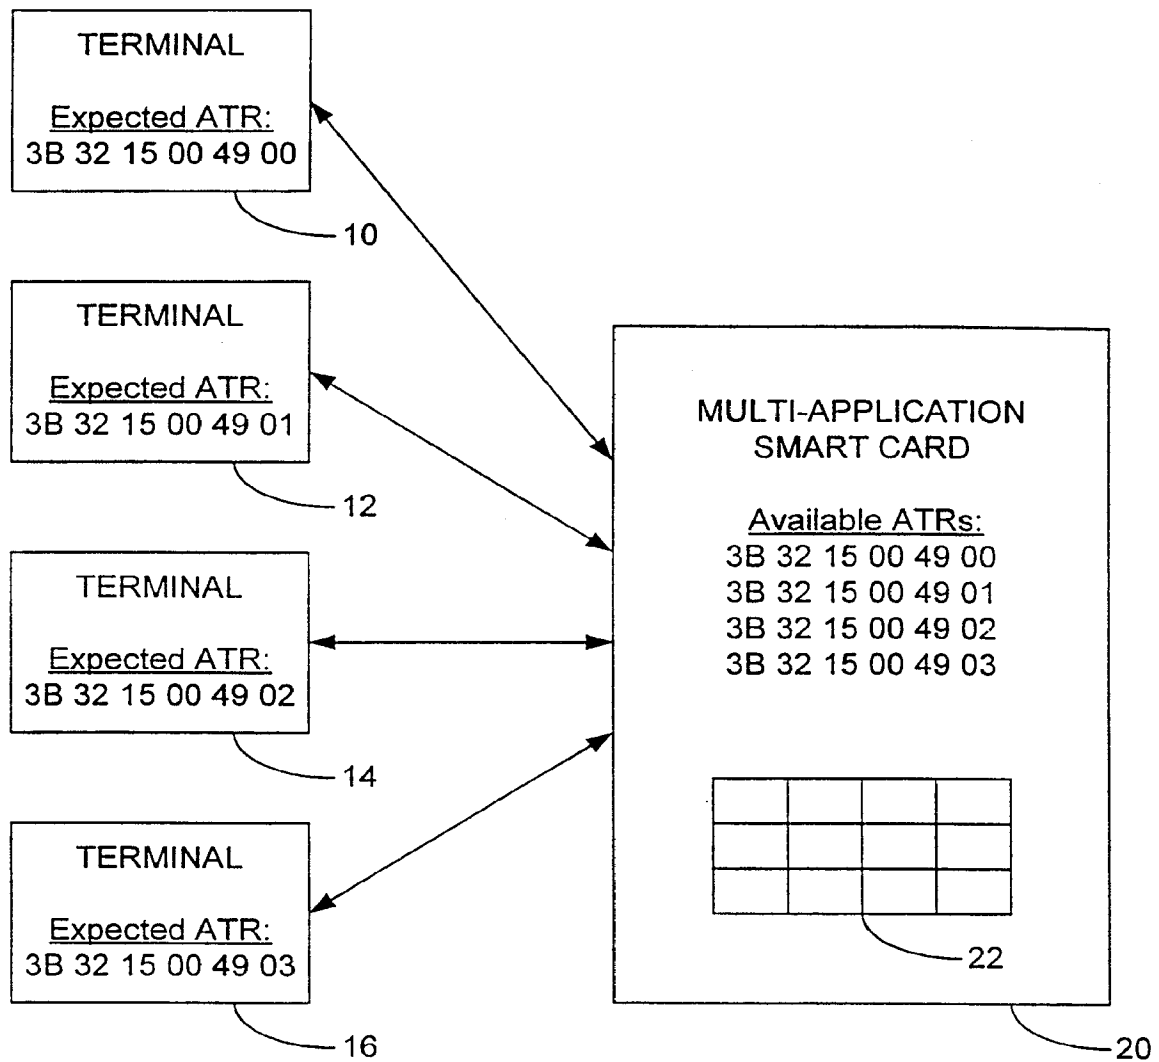 TERMINAL
Expected ATR:
3B 32 15 00 49 00
10
TERMINAL
Expected ATR:
3B 32 15 00 49 01
12
TERMINAL
Expected ATR:
3B 32 15 00 49 02
14
TERMINAL
Expected ATR:
3B 32 15 00 49 03
16
MULTI-APPLICATION
SMART CARD
Available ATRs:
3B 32 15 00 49 00
3B 32 15 00 49 01
3B 32 15 00 49 02
3B 32 15 00 49 03
22
20